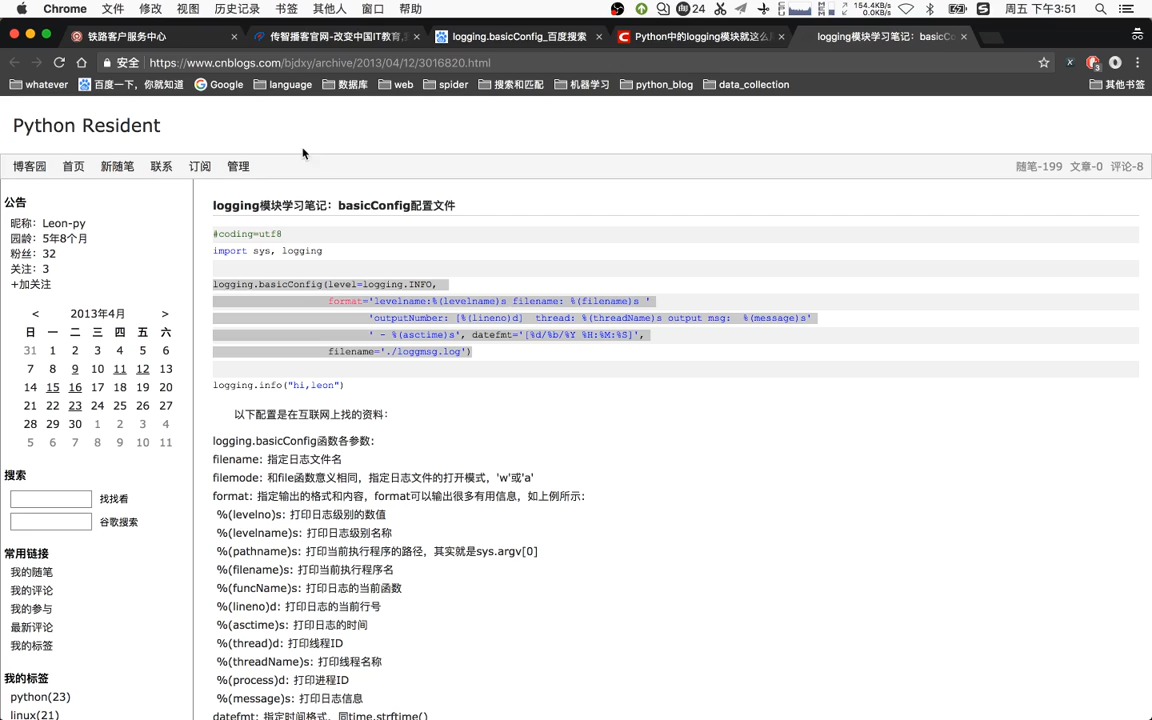 Chrome 文件 修改 视图 历史记录 书签 其他人 窗口 帮助 24 154.4KB/s 0.0KB/s 周五 下午3:51
铁路客户服务中心 × 传智播客官网-改变中国IT教育, × logging.basicConfig_百度搜索 × Python中的logging模块就这么 × logging模块学习笔记：basicC ×
安全 https://www.cnblogs.com/bjdxy/archive/2013/04/12/3016820.html
whatever 百度一下，你就知道 Google language 数据库 web spider 搜索和匹配 机器学习 python_blog data_collection 其他书签
Python Resident
博客园 首页 新随笔 联系 订阅 管理 随笔-199 文章-0 评论-8
公告
昵称：Leon-py
园龄：5年8个月
粉丝：32
关注：3
+加关注
< 2013年4月 >
日 一 二 三 四 五 六
31 1 2 3 4 5 6
7 8 9 10 11 12 13
14 15 16 17 18 19 20
21 22 23 24 25 26 27
28 29 30 1 2 3 4
5 6 7 8 9 10 11
搜索
找找看
谷歌搜索
常用链接
我的随笔
我的评论
我的参与
最新评论
我的标签
我的标签
python(23)
linux(21)
logging模块学习笔记：basicConfig配置文件
#coding=utf8
import sys, logging
logging.basicConfig(level=logging.INFO,
format='levelname:%(levelname)s filename: %(filename)s '
'outputNumber: [%(lineno)d]  thread: %(threadName)s output msg:  %(message)s'
' - %(asctime)s', datefmt='[%d/%b/%Y %H:%M:%S]',
filename='./loggmsg.log')
logging.info("hi,leon")
以下配置是在互联网上找的资料：
logging.basicConfig函数各参数:
filename: 指定日志文件名
filemode: 和file函数意义相同，指定日志文件的打开模式，'w'或'a'
format: 指定输出的格式和内容，format可以输出很多有用信息，如上例所示:
%(levelno)s: 打印日志级别的数值
%(levelname)s: 打印日志级别名称
%(pathname)s: 打印当前执行程序的路径，其实就是sys.argv[0]
%(filename)s: 打印当前执行程序名
%(funcName)s: 打印日志的当前函数
%(lineno)d: 打印日志的当前行号
%(asctime)s: 打印日志的时间
%(thread)d: 打印线程ID
%(threadName)s: 打印线程名称
%(process)d: 打印进程ID
%(message)s: 打印日志信息
datefmt: 指定时间格式，同time.strftime()